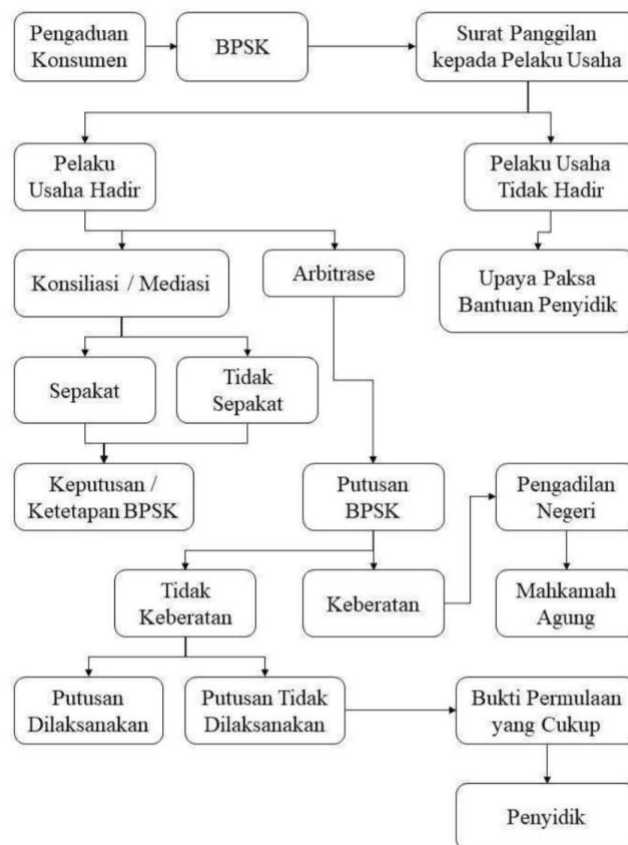 Pengaduan
Konsumen
BPSK
Surat Panggilan
kepada Pelaku Usaha
Pelaku
Usaha Hadir
Pelaku Usaha
Tidak Hadir
Konsiliasi / Mediasi
Arbitrase
Upaya Paksa
Bantuan Penyidik
Sepakat
Tidak
Sepakat
Keputusan /
Ketetapan BPSK
Putusan
BPSK
Pengadilan
Negeri
Tidak
Keberatan
Keberatan
Mahkamah
Agung
Putusan
Dilaksanakan
Putusan Tidak
Dilaksanakan
Bukti Permulaan
yang Cukup
Penyidik